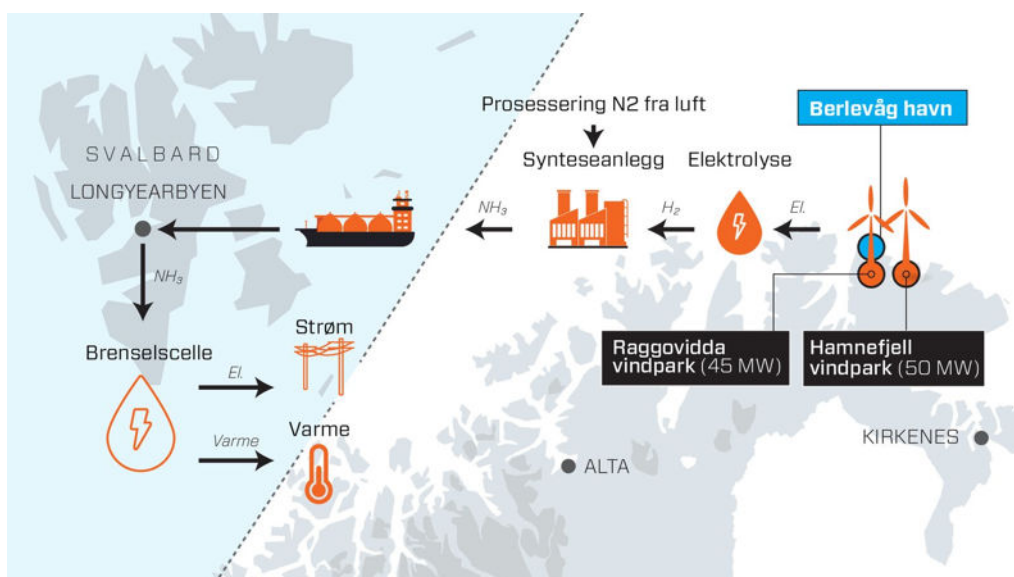 Prosessering N2 fra luft
Berlevåg havn
Synteseanlegg
Elektrolyse
SVALBARD
LONGYEARBYEN
NH₃
H₂
El.
NH₃
Brenselscelle
Strøm
El.
Varme
Varme
Raggovidda
vindpark (45 MW)
Hamnefjell
vindpark (50 MW)
KIRKENES
ALTA